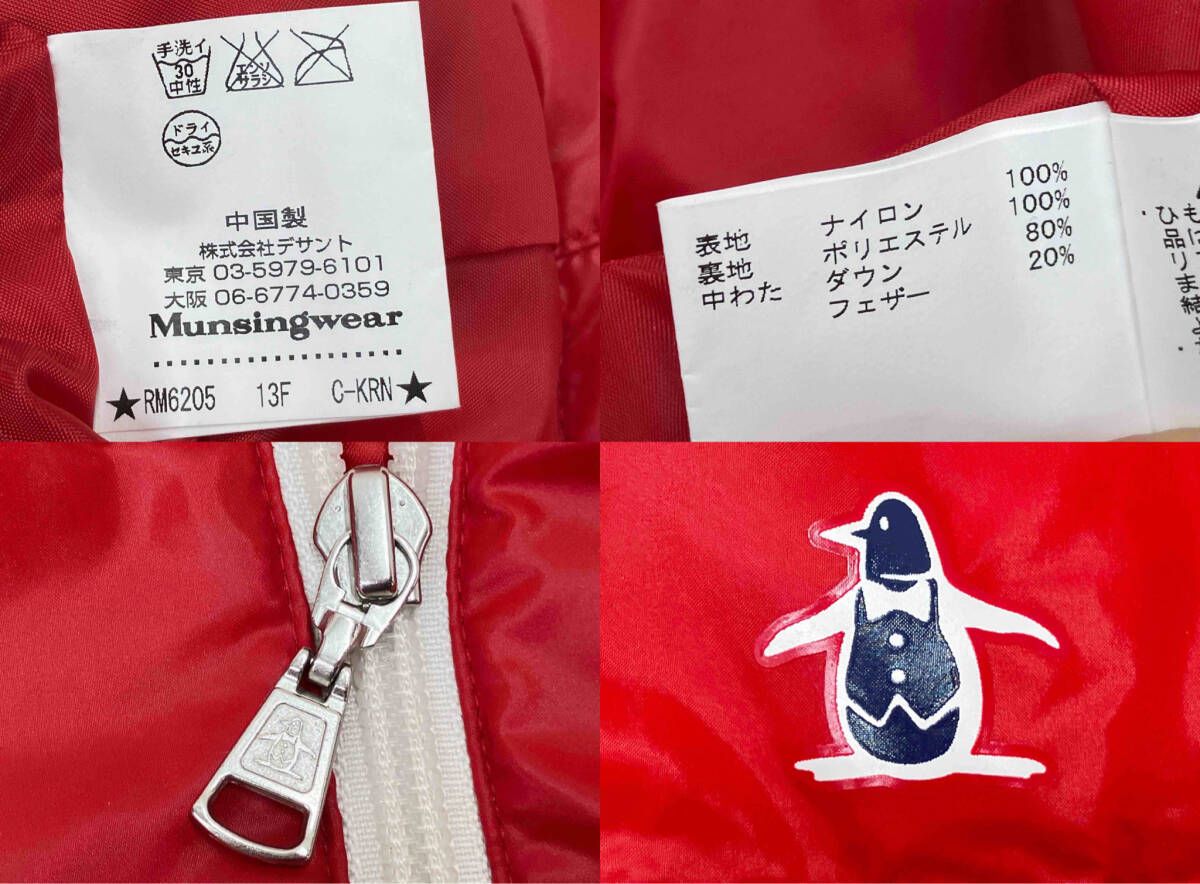 手洗イ
30
中性
エンソ
サラシ
ドライ
セキユ系
中国製
株式会社デサント
東京 03-5979-6101
大阪 06-6774-0359
Munsingwear
★RM6205 13F C-KRN★
表地 ナイロン 100%
裏地 ポリエステル 100%
中わた ダウン 80%
フェザー 20%